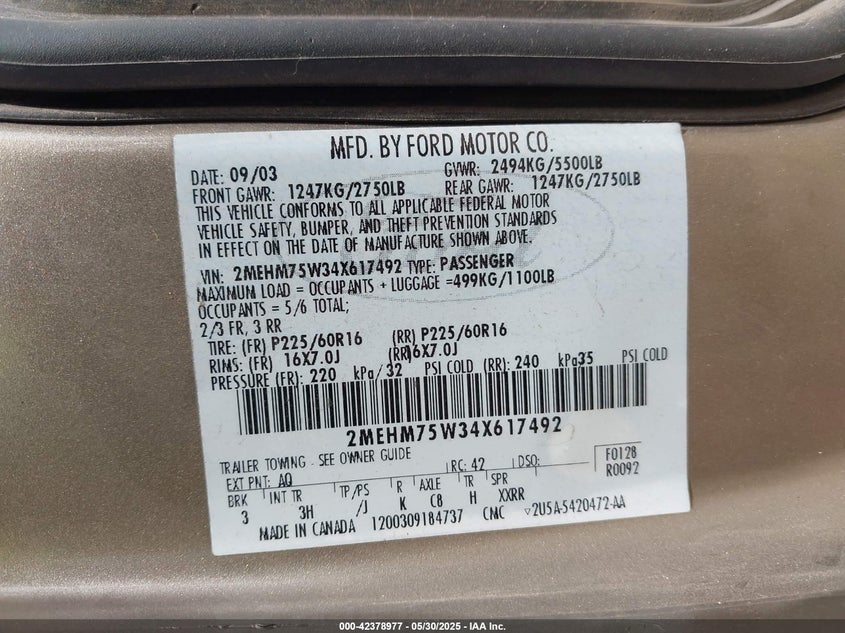 MFD. BY FORD MOTOR CO.
DATE: 09/03 GVWR: 2494KG/5500LB
FRONT GAWR: 1247KG/2750LB REAR GAWR: 1247KG/2750LB
THIS VEHICLE CONFORMS TO ALL APPLICABLE FEDERAL MOTOR
VEHICLE SAFETY, BUMPER, AND THEFT PREVENTION STANDARDS
IN EFFECT ON THE DATE OF MANUFACTURE SHOWN ABOVE.
VIN: 2MEHM75W34X617492 TYPE: PASSENGER
MAXIMUM LOAD = OCCUPANTS + LUGGAGE =499KG/1100LB
OCCUPANTS = 5/6 TOTAL;
2/3 FR, 3 RR
TIRE: (FR) P225/60R16 (RR) P225/60R16
RIMS: (FR) 16X7.0J (RR) 16X7.0J
PRESSURE (FR): 220 kPa/ 32 PSI COLD (RR): 240 kPa35 PSI COLD
2MEHM75W34X617492
TRAILER TOWING - SEE OWNER GUIDE
EXT PNT: AQ RC: 42 DSO: F0128
R0092
BRK INT TR TP/PS R AXLE TR SPR
3 3H /J K C8 H XXRR
MADE IN CANADA 1200309184737 CMC ▽2U5A-5420472-AA
000-42378977 — 05/30/2025 — IAA Inc.